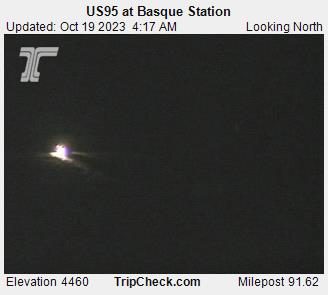 US95 at Basque Station
Updated: Oct 19 2023 4:17 AM Looking North
Elevation 4460 TripCheck.com Milepost 91.62